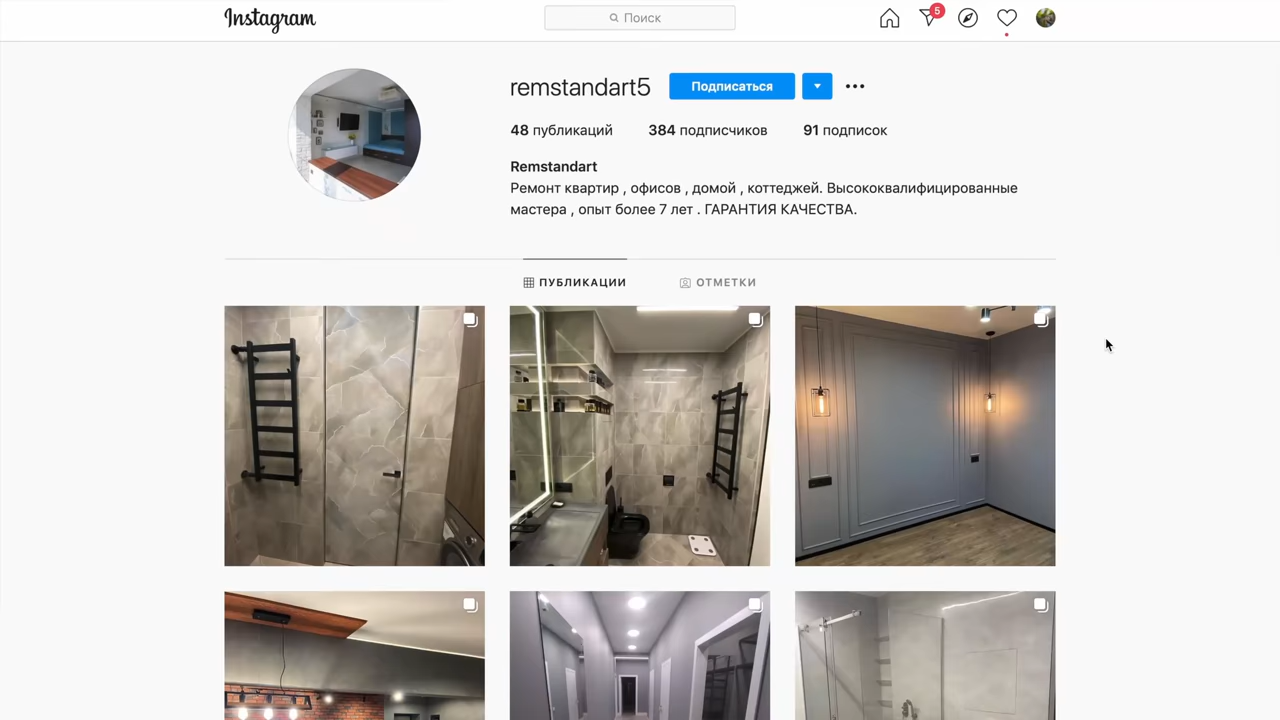 Instagram
Поиск
5
remstandart5
Подписаться
48 публикаций 384 подписчиков 91 подписок
Remstandart
Ремонт квартир , офисов , домой , коттеджей. Высококвалифицированные
мастера , опыт более 7 лет . ГАРАНТИЯ КАЧЕСТВА.
ПУБЛИКАЦИИ ОТМЕТКИ